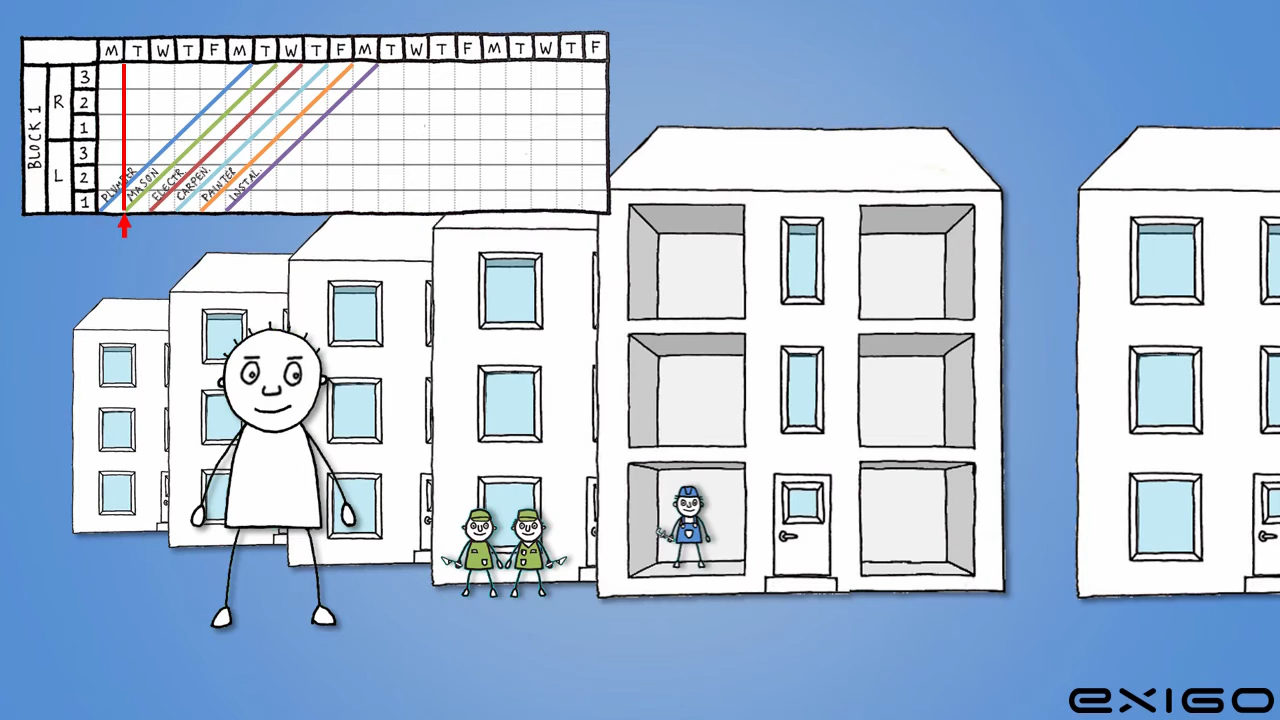 M T W T F M T W T F M T W T F M T W T F
BLOCK 1
R
3
2
1
L
3
2
1
PLUMBER
MASON
ELECTR.
CARPEN.
PAINTER
INSTAL.
EXIGO